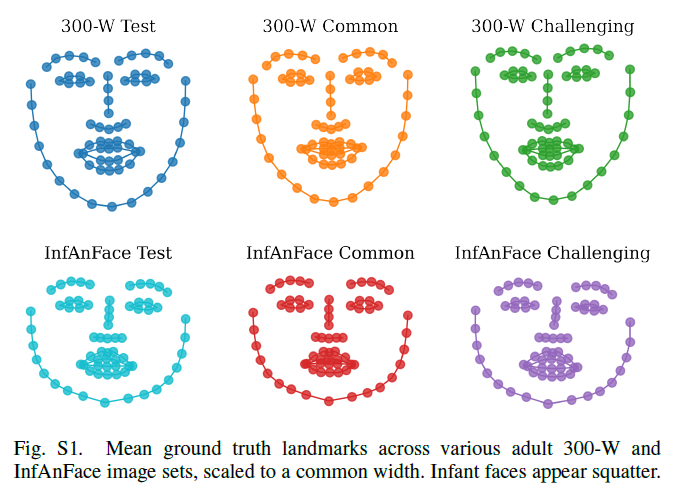 300-W Test
300-W Common
300-W Challenging
InfAnFace Test
InfAnFace Common
InfAnFace Challenging
Fig. S1. Mean ground truth landmarks across various adult 300-W and
InfAnFace image sets, scaled to a common width. Infant faces appear squatter.